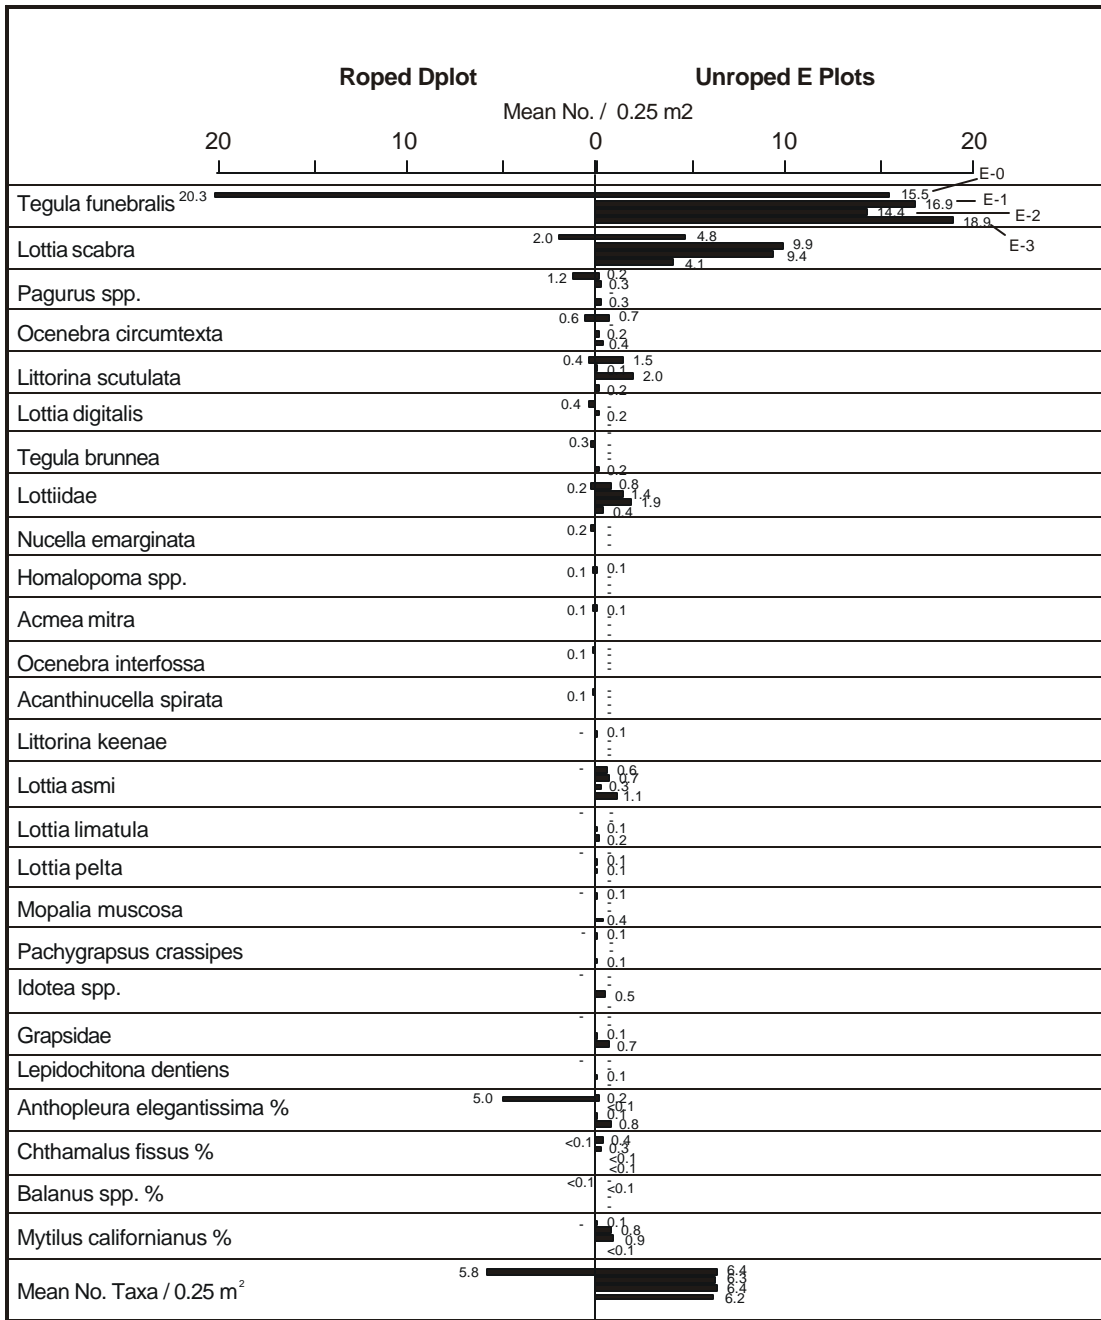 Roped Dplot Unroped E Plots
Mean No. / 0.25 m2
20 10 0 10 20
Tegula funebralis 20.3 15.5 E-0
16.9 E-1
14.4 E-2
18.9 E-3
Lottia scabra 2.0 4.8
9.9
9.4
4.1
Pagurus spp. 1.2 0.2
0.3
-
0.3
Ocenebra circumtexta 0.6 0.7
-
0.2
0.4
Littorina scutulata 0.4 1.5
0.1
2.0
0.2
Lottia digitalis 0.4 -
0.2
-
-
Tegula brunnea 0.3 -
-
-
0.2
Lottiidae 0.2 0.8
1.4
1.9
0.4
Nucella emarginata 0.2 -
-
-
Homalopoma spp. 0.1 0.1
-
-
-
Acmea mitra 0.1 0.1
-
-
-
Ocenebra interfossa 0.1 -
-
-
-
Acanthinucella spirata 0.1 -
-
-
-
Littorina keenae - 0.1
-
-
-
Lottia asmi - 0.6
0.7
0.3
1.1
Lottia limatula - -
-
0.1
0.2
Lottia pelta - -
0.1
0.1
-
Mopalia muscosa - 0.1
-
-
0.4
Pachygrapsus crassipes - 0.1
-
-
0.1
Idotea spp. - -
-
0.5
-
Grapsidae - -
-
0.1
0.7
Lepidochitona dentiens - -
-
0.1
-
Anthopleura elegantissima % 5.0 0.2
<0.1
0.1
0.8
Chthamalus fissus % <0.1 0.4
0.3
<0.1
<0.1
Balanus spp. % <0.1 -
<0.1
-
-
Mytilus californianus % - 0.1
0.8
0.9
<0.1
Mean No. Taxa / 0.25 m² 5.8 6.4
6.3
6.4
6.2